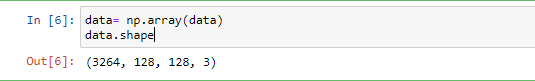 In [6]: data= np.array(data)
data.shape
Out[6]: (3264, 128, 128, 3)